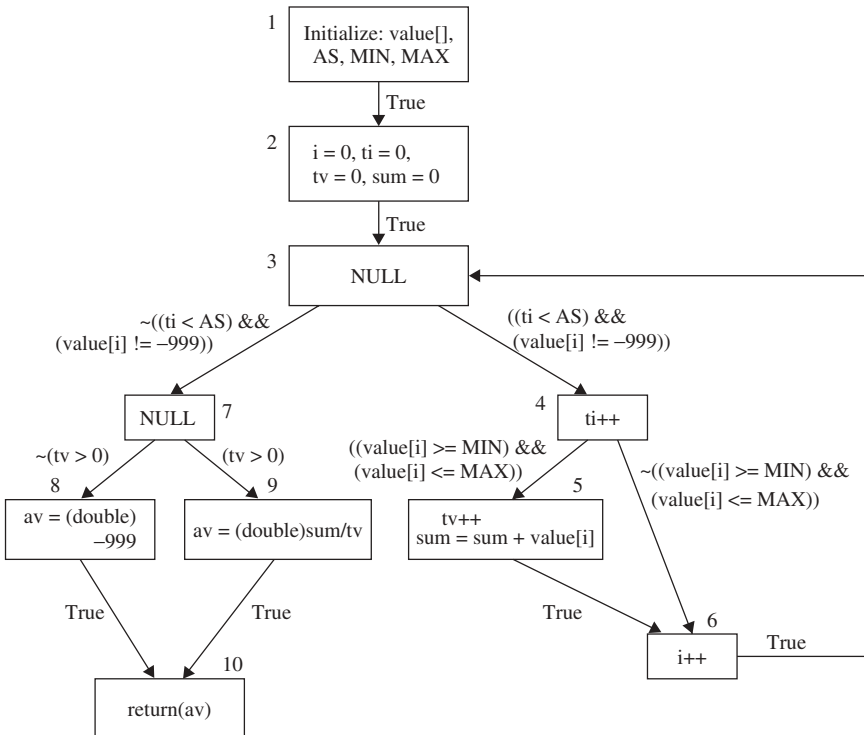 1
Initialize: value[],
AS, MIN, MAX
True
2
i = 0, ti = 0,
tv = 0, sum = 0
True
3
NULL
~((ti < AS) &&
(value[i] != −999))
((ti < AS) &&
(value[i] != −999))
NULL
7
4
ti++
~(tv > 0)
(tv > 0)
((value[i] >= MIN) &&
(value[i] <= MAX))
~((value[i] >= MIN) &&
(value[i] <= MAX))
8
av = (double)
−999
9
av = (double)sum/tv
5
tv++
sum = sum + value[i]
True
True
True
6
i++
True
10
return(av)